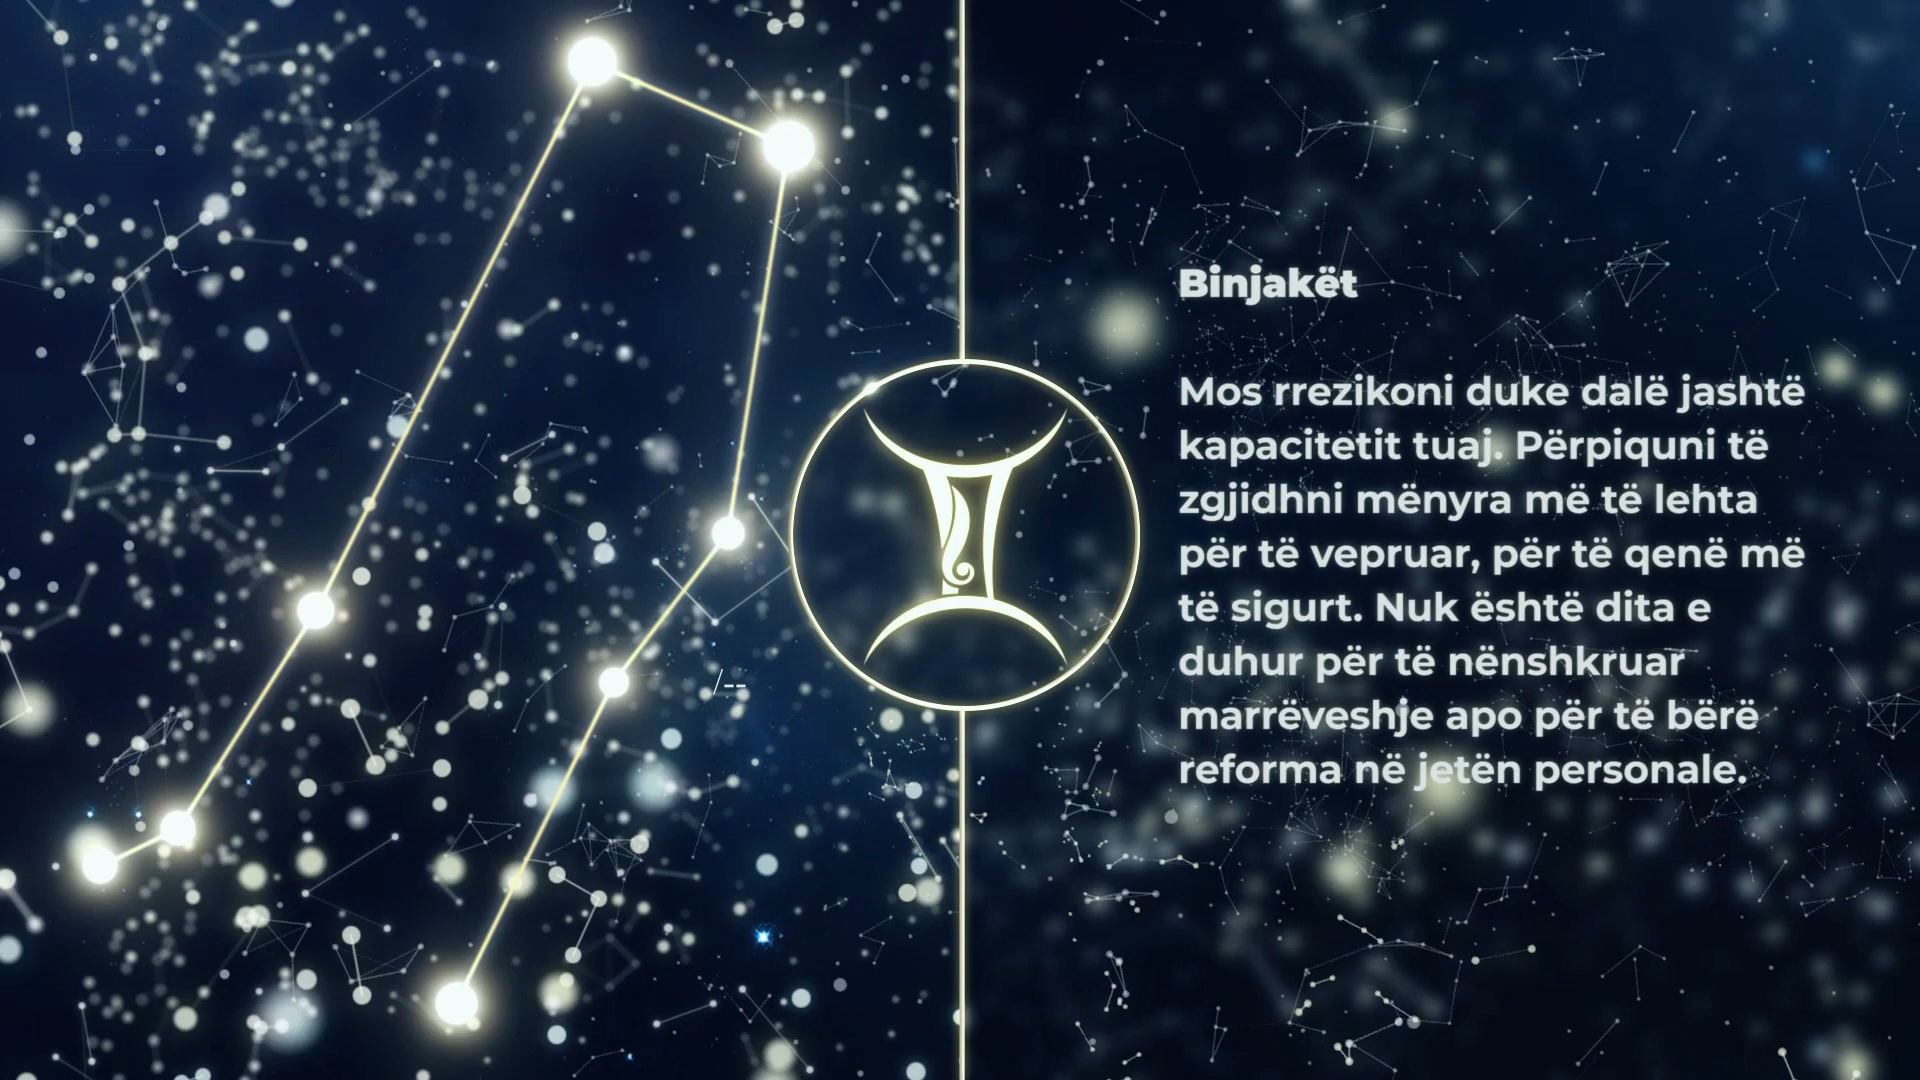 Binjakët
Mos rrezikoni duke dalë jashtë
kapacitetit tuaj. Përpiquni të
zgjidhni mënyra më të lehta
për të vepruar, për të qenë më
të sigurt. Nuk është dita e
duhur për të nënshkruar
marrëveshje apo për të bërë
reforma në jetën personale.
/--